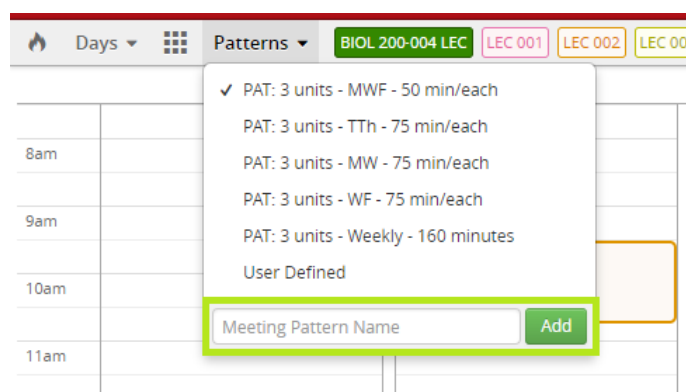 Days Patterns BIOL 200-004 LEC LEC 001 LEC 002 LEC 00
PAT: 3 units - MWF - 50 min/each
PAT: 3 units - TTh - 75 min/each
8am
PAT: 3 units - MW - 75 min/each
PAT: 3 units - WF - 75 min/each
9am
PAT: 3 units - Weekly - 160 minutes
User Defined
10am
Meeting Pattern Name Add
11am